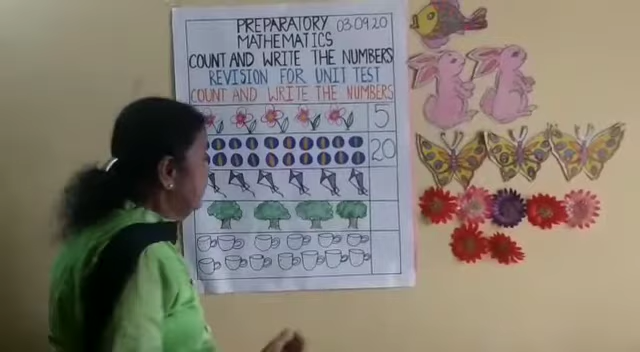 PREPARATORY 03-09-20
MATHEMATICS
COUNT AND WRITE THE NUMBERS
REVISION FOR UNIT TEST
COUNT AND WRITE THE NUMBERS
5
20